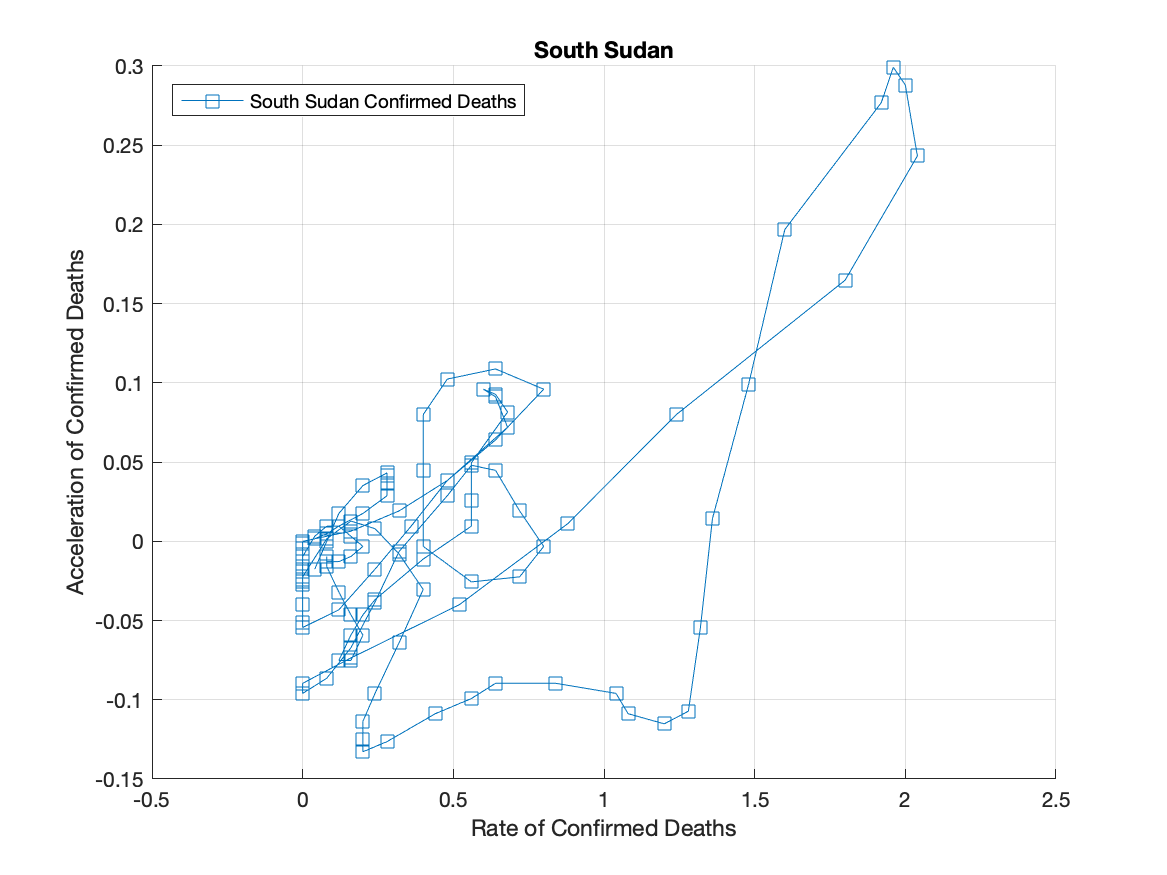 South Sudan
South Sudan Confirmed Deaths
0.3
0.25
0.2
0.15
0.1
0.05
0
-0.05
-0.1
-0.15
Acceleration of Confirmed Deaths
-0.5 0 0.5 1 1.5 2 2.5
Rate of Confirmed Deaths